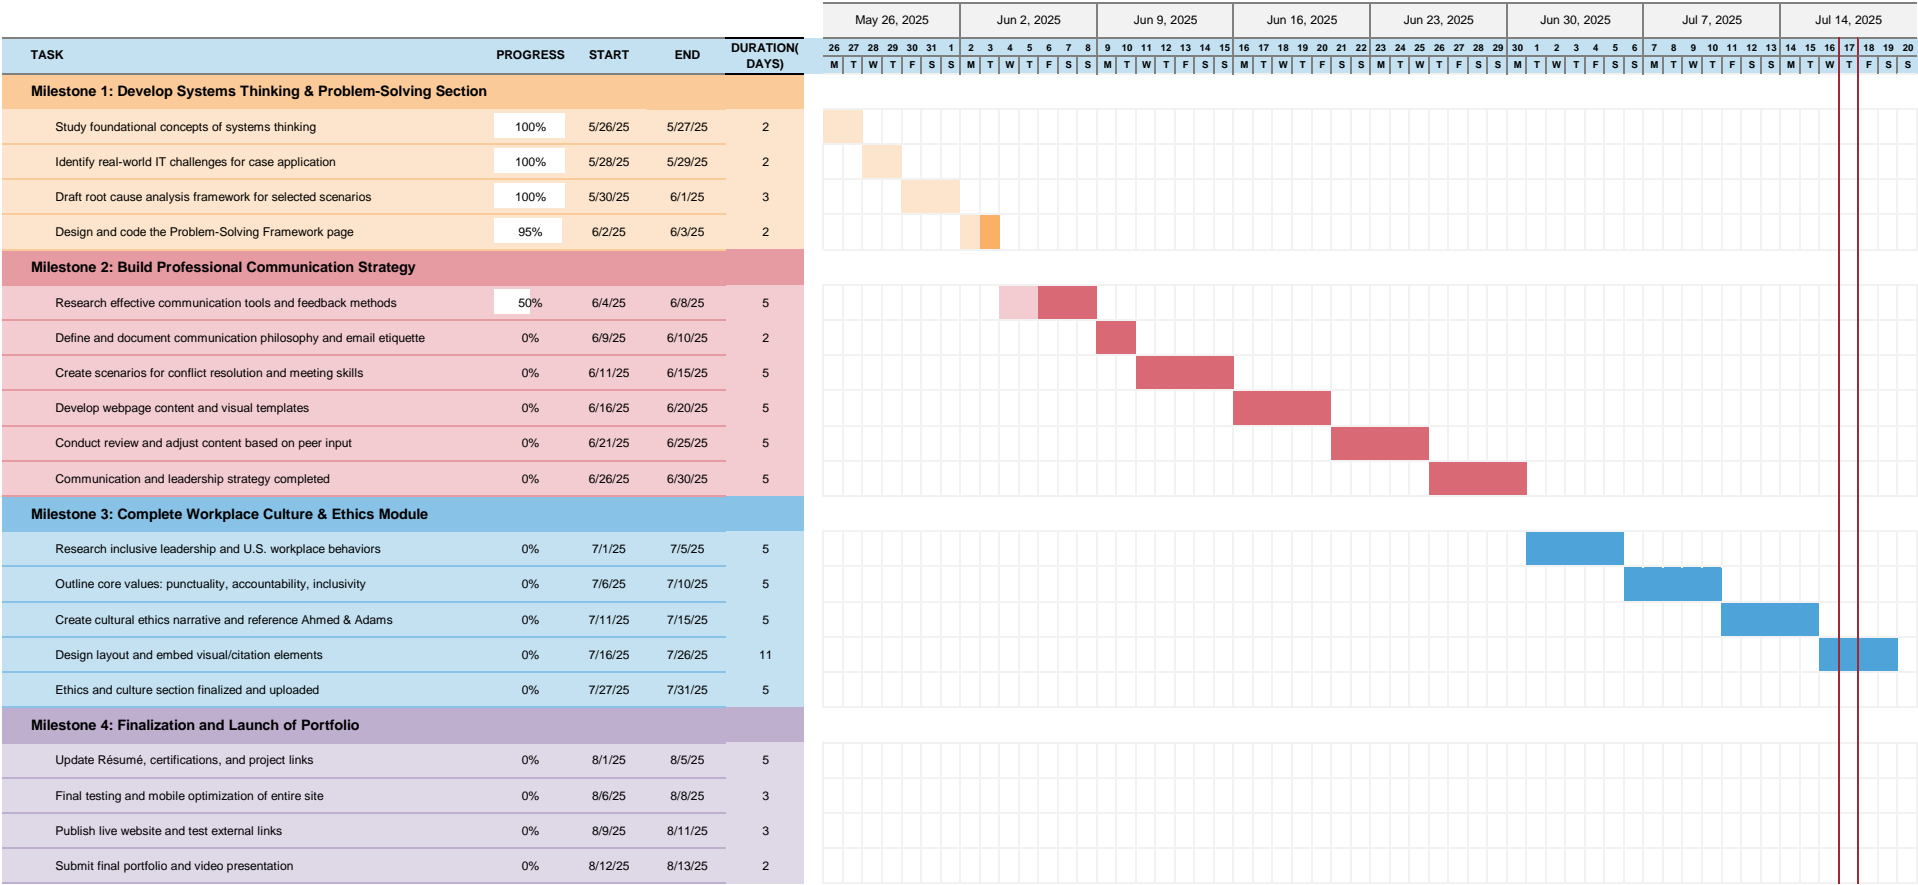 May 26, 2025 Jun 2, 2025 Jun 9, 2025 Jun 16, 2025 Jun 23, 2025 Jun 30, 2025 Jul 7, 2025 Jul 14, 2025
TASK PROGRESS START END DURATION(
DAYS)
26 27 28 29 30 31 1 2 3 4 5 6 7 8 9 10 11 12 13 14 15 16 17 18 19 20 21 22 23 24 25 26 27 28 29 30 1 2 3 4 5 6 7 8 9 10 11 12 13 14 15 16 17 18 19 20
M T W T F S S M T W T F S S M T W T F S S M T W T F S S M T W T F S S M T W T F S S M T W T F S S M T W T F S S
Milestone 1: Develop Systems Thinking & Problem-Solving Section
Study foundational concepts of systems thinking 100% 5/26/25 5/27/25 2
Identify real-world IT challenges for case application 100% 5/28/25 5/29/25 2
Draft root cause analysis framework for selected scenarios 100% 5/30/25 6/1/25 3
Design and code the Problem-Solving Framework page 95% 6/2/25 6/3/25 2
Milestone 2: Build Professional Communication Strategy
Research effective communication tools and feedback methods 50% 6/4/25 6/8/25 5
Define and document communication philosophy and email etiquette 0% 6/9/25 6/10/25 2
Create scenarios for conflict resolution and meeting skills 0% 6/11/25 6/15/25 5
Develop webpage content and visual templates 0% 6/16/25 6/20/25 5
Conduct review and adjust content based on peer input 0% 6/21/25 6/25/25 5
Communication and leadership strategy completed 0% 6/26/25 6/30/25 5
Milestone 3: Complete Workplace Culture & Ethics Module
Research inclusive leadership and U.S. workplace behaviors 0% 7/1/25 7/5/25 5
Outline core values: punctuality, accountability, inclusivity 0% 7/6/25 7/10/25 5
Create cultural ethics narrative and reference Ahmed & Adams 0% 7/11/25 7/15/25 5
Design layout and embed visual/citation elements 0% 7/16/25 7/26/25 11
Ethics and culture section finalized and uploaded 0% 7/27/25 7/31/25 5
Milestone 4: Finalization and Launch of Portfolio
Update Résumé, certifications, and project links 0% 8/1/25 8/5/25 5
Final testing and mobile optimization of entire site 0% 8/6/25 8/8/25 3
Publish live website and test external links 0% 8/9/25 8/11/25 3
Submit final portfolio and video presentation 0% 8/12/25 8/13/25 2